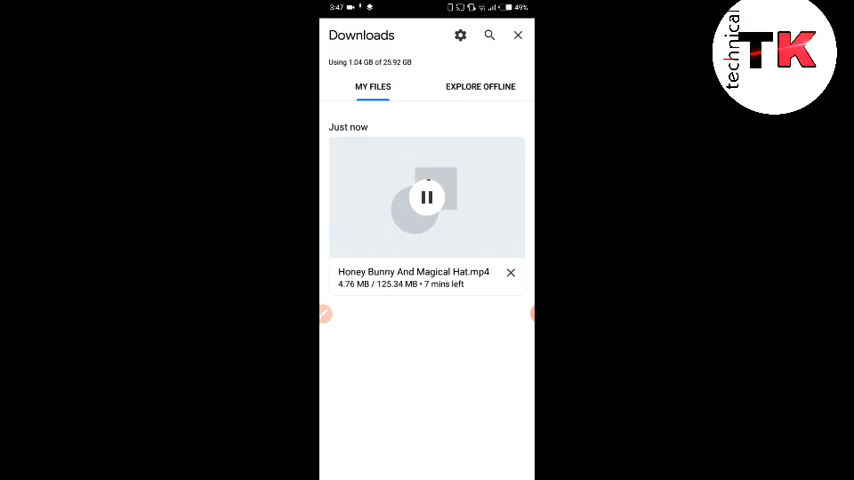 3:47
49%
Downloads
Using 1.04 GB of 25.92 GB
MY FILES
EXPLORE OFFLINE
Just now
Honey Bunny And Magical Hat.mp4
4.76 MB / 125.34 MB • 7 mins left
technical
TK